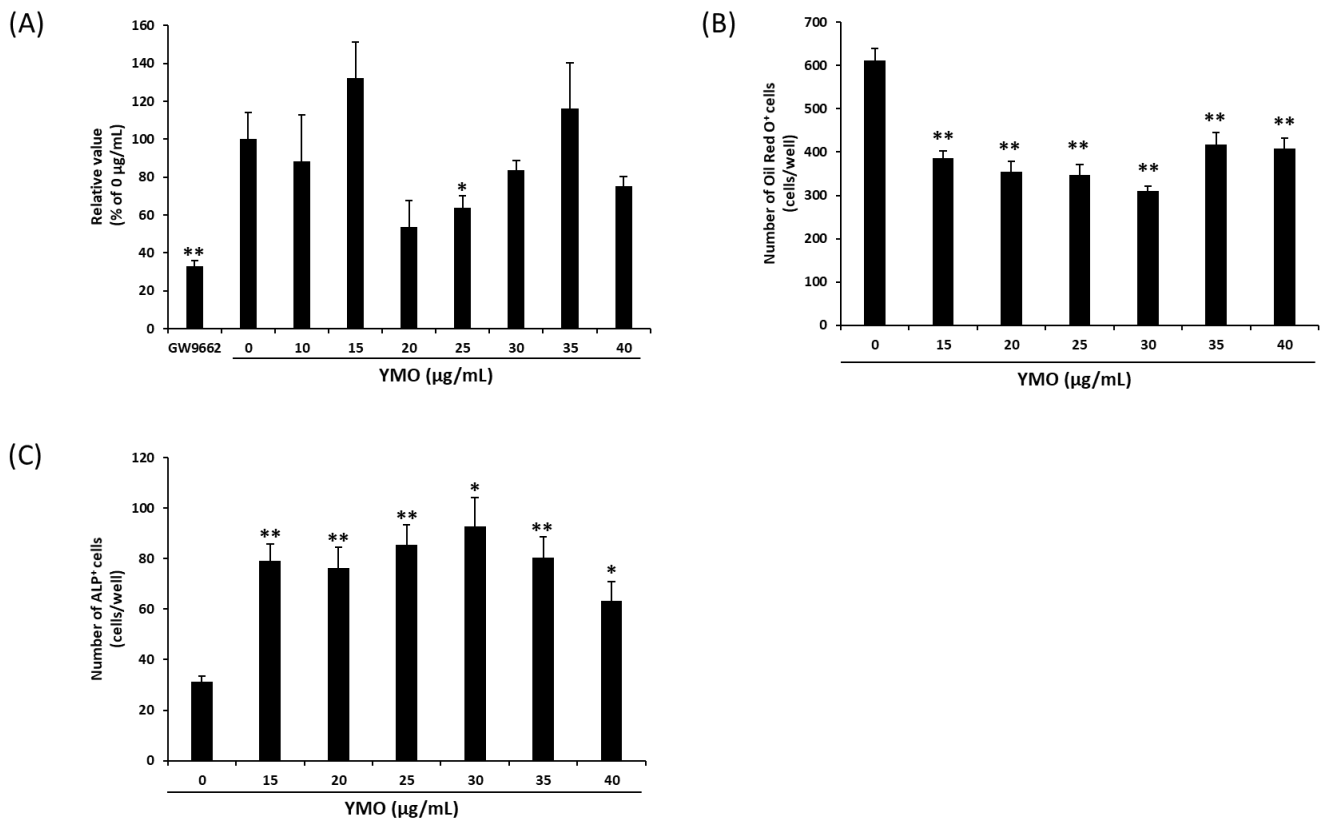 (A)
Relative value
(% of 0 µg/mL)
160
140
120
100
80
60
40
20
0
**
*
GW9662
0 10 15 20 25 30 35 40
YMO (µg/mL)
(B)
Number of Oil Red O⁺ cells
(cells/well)
700
600
500
400
300
200
100
0
** ** ** ** ** **
0 15 20 25 30 35 40
YMO (µg/mL)
(C)
Number of ALP⁺ cells
(cells/well)
120
100
80
60
40
20
0
** ** ** * ** *
0 15 20 25 30 35 40
YMO (µg/mL)